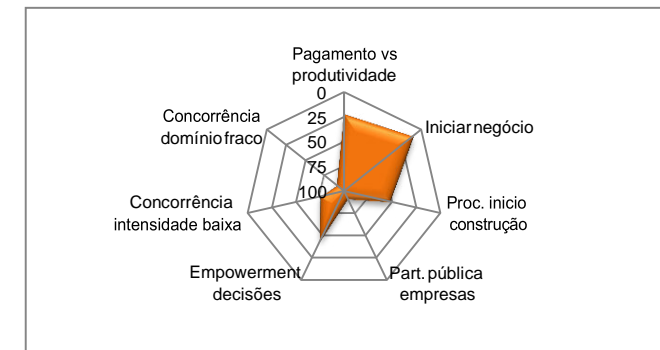 Pagamento vs
produtividade
0
25
50
75
100
Iniciar negócio
Proc. inicio
construção
Part. pública
empresas
Empowerment
decisões
Concorrência
intensidade baixa
Concorrência
domínio fraco